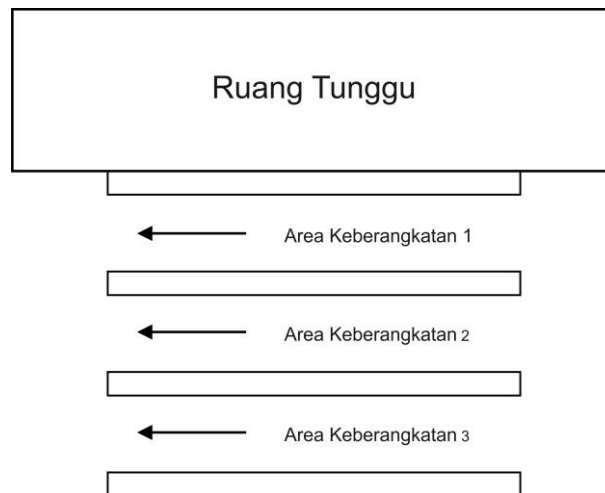 Ruang Tunggu
Area Keberangkatan 1
Area Keberangkatan 2
Area Keberangkatan 3